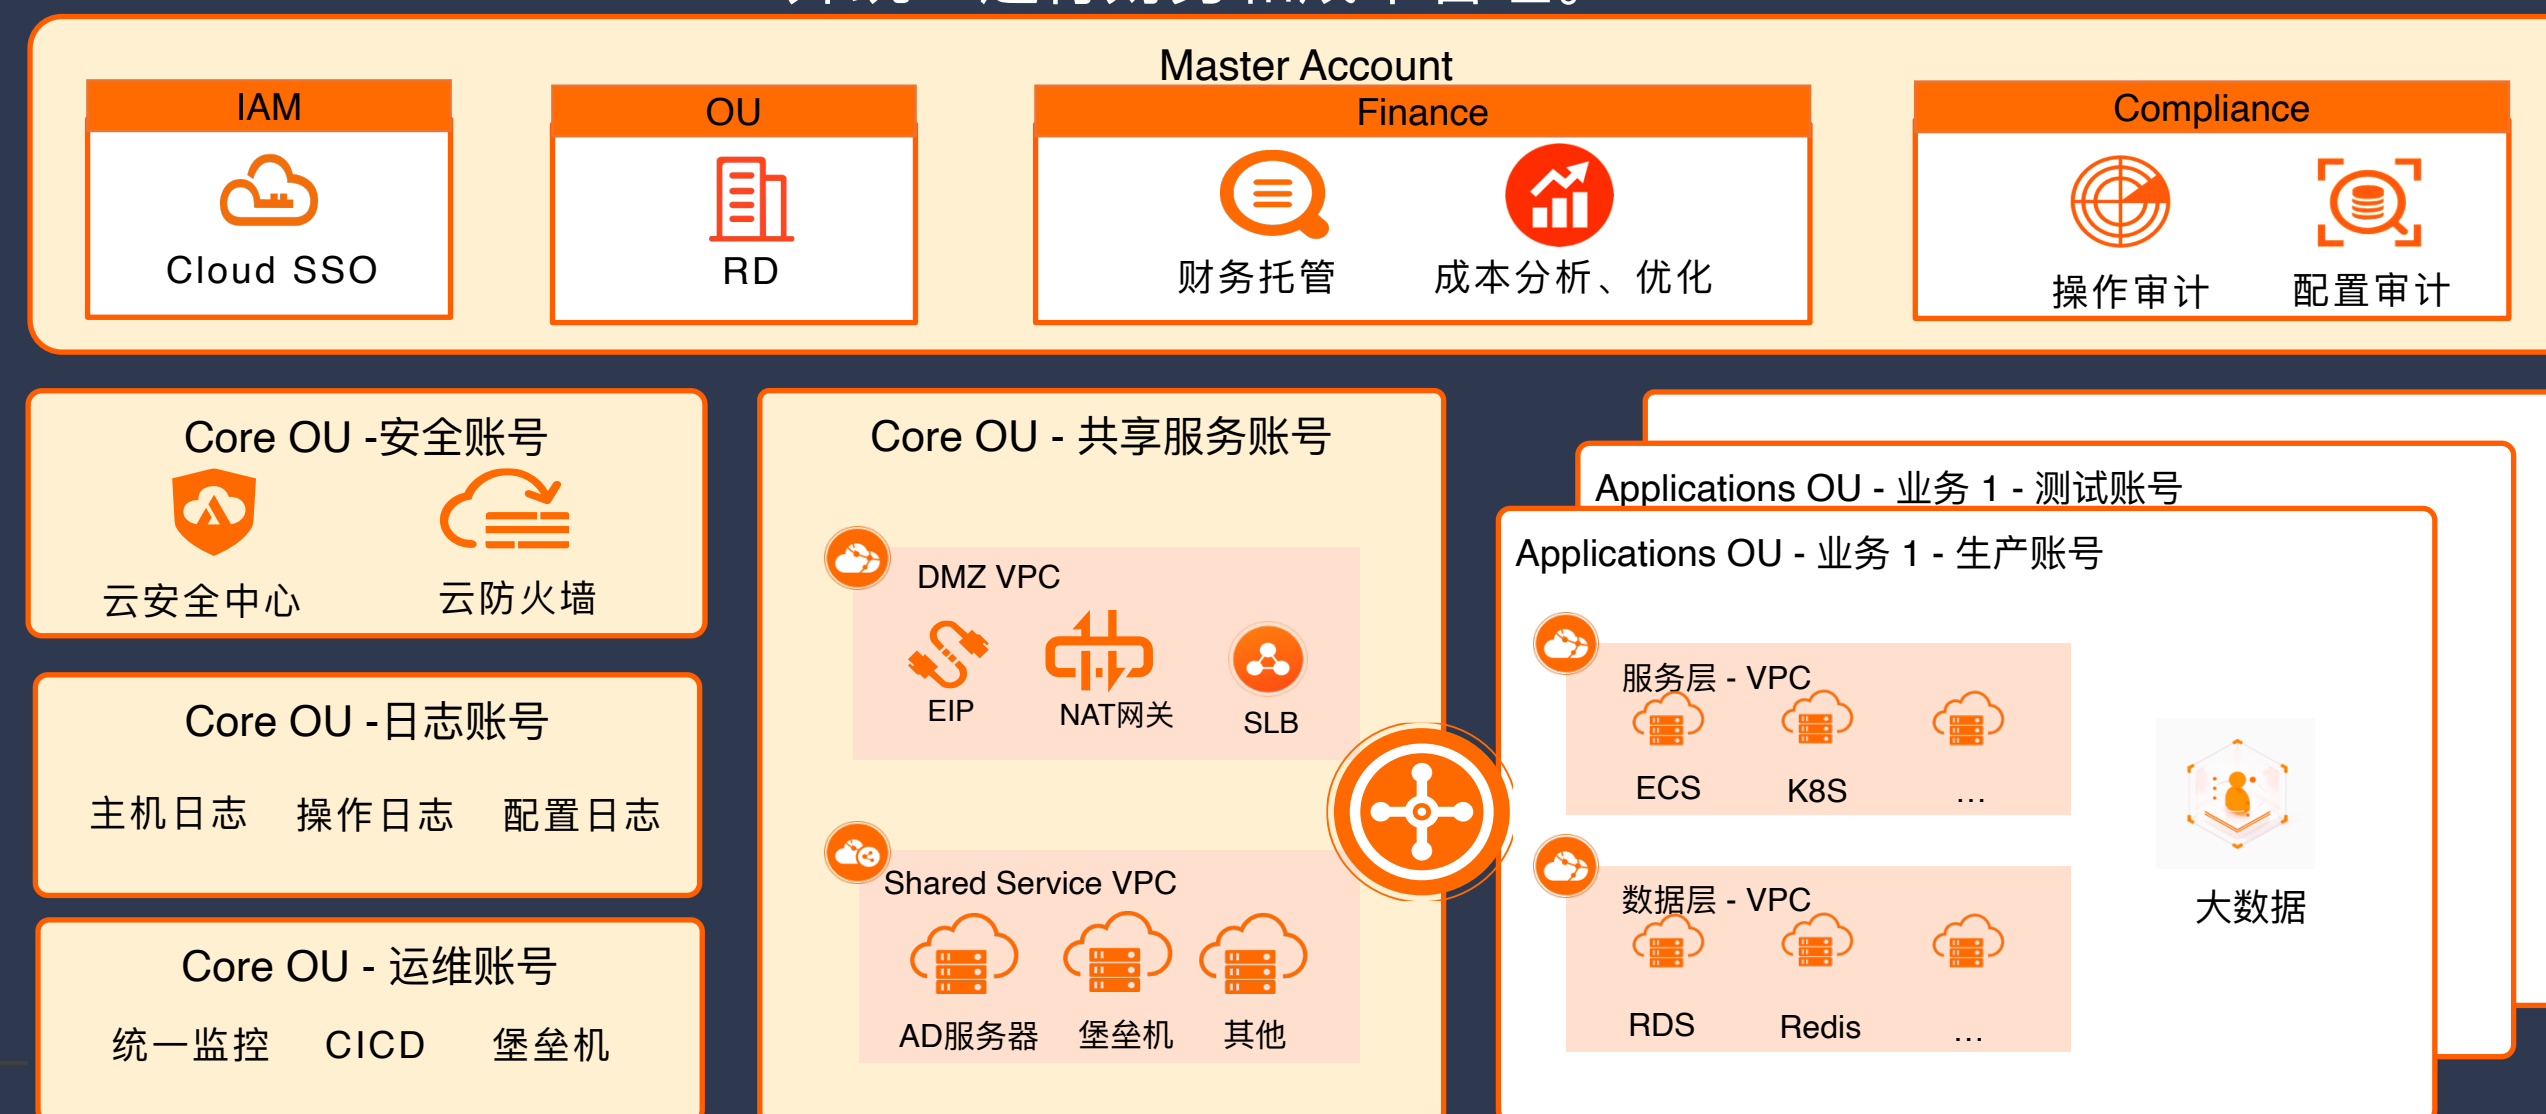 Master Account
IAM
Cloud SSO
OU
RD
Finance
财务托管
成本分析、优化
Compliance
操作审计
配置审计
Core OU -安全账号
云安全中心
云防火墙
Core OU -日志账号
主机日志
操作日志
配置日志
Core OU - 运维账号
统一监控
CICD
堡垒机
Core OU - 共享服务账号
DMZ VPC
EIP
NAT网关
SLB
Shared Service VPC
AD服务器
堡垒机
其他
Applications OU - 业务 1 - 测试账号
Applications OU - 业务 1 - 生产账号
服务层 - VPC
ECS
K8S
…
数据层 - VPC
RDS
Redis
…
大数据